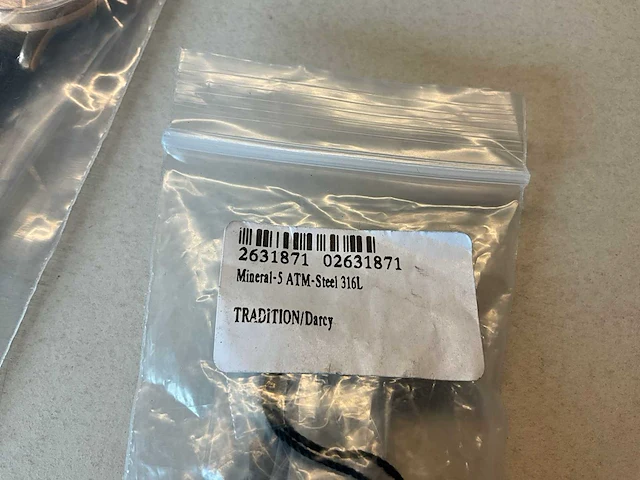 2631871 02631871
Mineral-5 ATM-Steel 316L
TRADiTION/Darcy